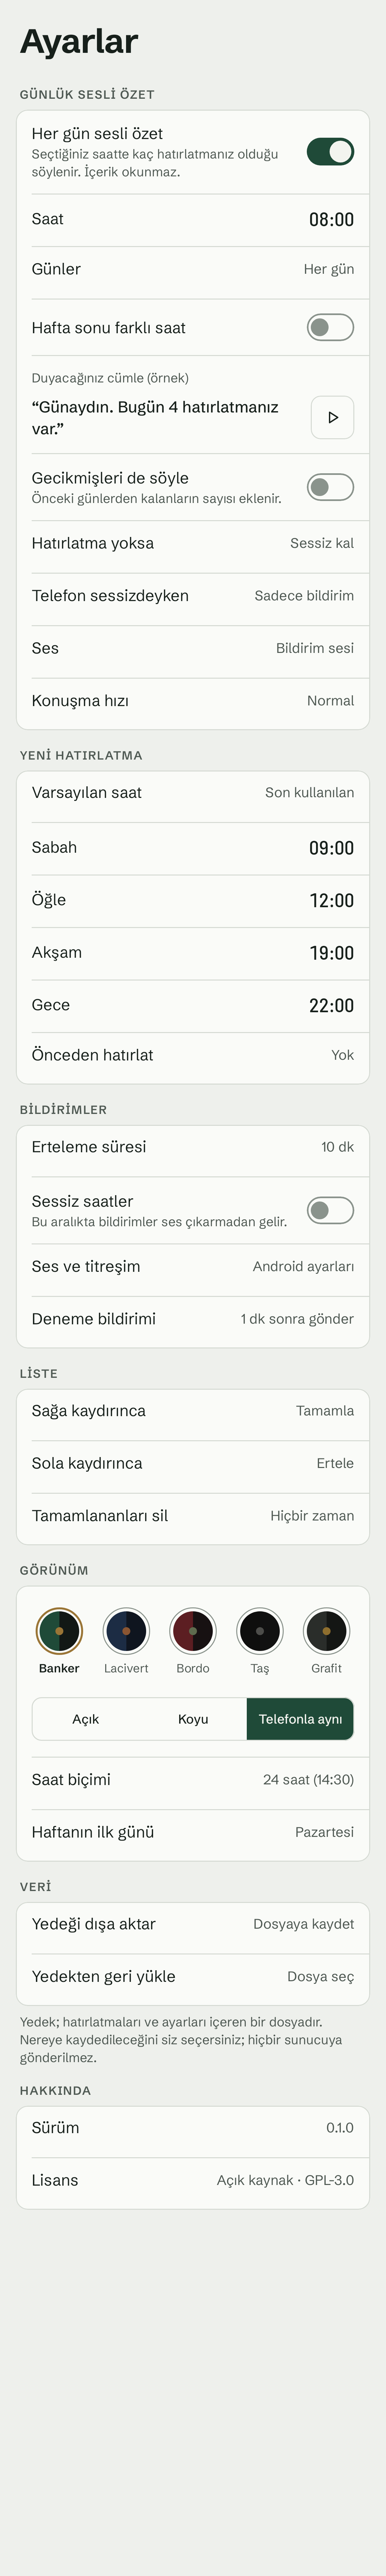 Ayarlar
GÜNLÜK SESLİ ÖZET
Her gün sesli özet
Seçtiğiniz saatte kaç hatırlatmanız olduğu
söylenir. İçerik okunmaz.
Saat 08:00
Günler Her gün
Hafta sonu farklı saat
Duyacağınız cümle (örnek)
“Günaydın. Bugün 4 hatırlatmanız
var.”
Gecikmişleri de söyle
Önceki günlerden kalanların sayısı eklenir.
Hatırlatma yoksa Sessiz kal
Telefon sessizdeyken Sadece bildirim
Ses Bildirim sesi
Konuşma hızı Normal
YENİ HATIRLATMA
Varsayılan saat Son kullanılan
Sabah 09:00
Öğle 12:00
Akşam 19:00
Gece 22:00
Önceden hatırlat Yok
BİLDİRİMLER
Erteleme süresi 10 dk
Sessiz saatler
Bu aralıkta bildirimler ses çıkarmadan gelir.
Ses ve titreşim Android ayarları
Deneme bildirimi 1 dk sonra gönder
LİSTE
Sağa kaydırınca Tamamla
Sola kaydırınca Ertele
Tamamlananları sil Hiçbir zaman
GÖRÜNÜM
Banker Lacivert Bordo Taş Grafit
Açık Koyu Telefonla aynı
Saat biçimi 24 saat (14:30)
Haftanın ilk günü Pazartesi
VERİ
Yedeği dışa aktar Dosyaya kaydet
Yedekten geri yükle Dosya seç
Yedek; hatırlatmaları ve ayarları içeren bir dosyadır.
Nereye kaydedileceğini siz seçersiniz; hiçbir sunucuya
gönderilmez.
HAKKINDA
Sürüm 0.1.0
Lisans Açık kaynak · GPL-3.0